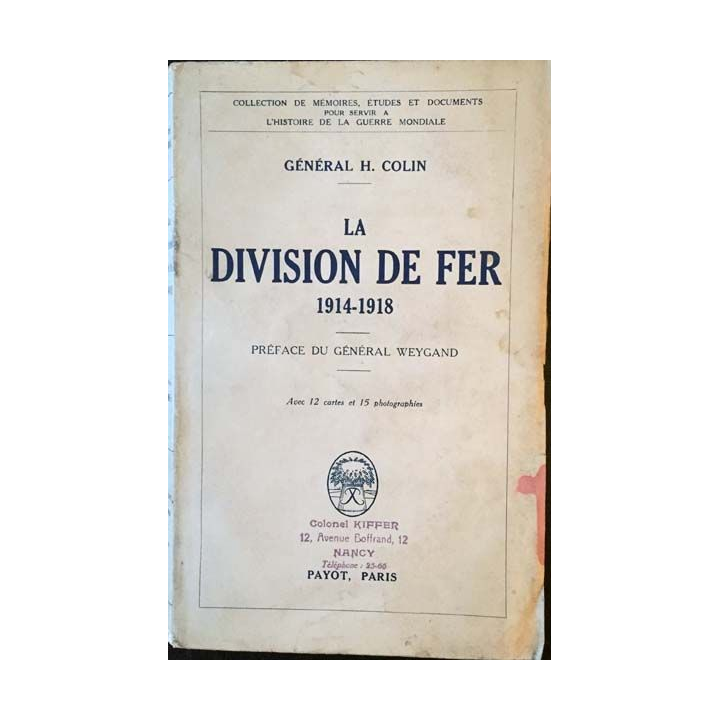 COLLECTION DE MÉMOIRES, ÉTUDES ET DOCUMENTS
POUR SERVIR A
L'HISTOIRE DE LA GUERRE MONDIALE
GÉNÉRAL H. COLIN
LA
DIVISION DE FER
1914-1918
PRÉFACE DU GÉNÉRAL WEYGAND
Avec 12 cartes et 15 photographies
Colonel KIFFER
12, Avenue Boffrand, 12
NANCY
Téléphone : 25-66
PAYOT, PARIS